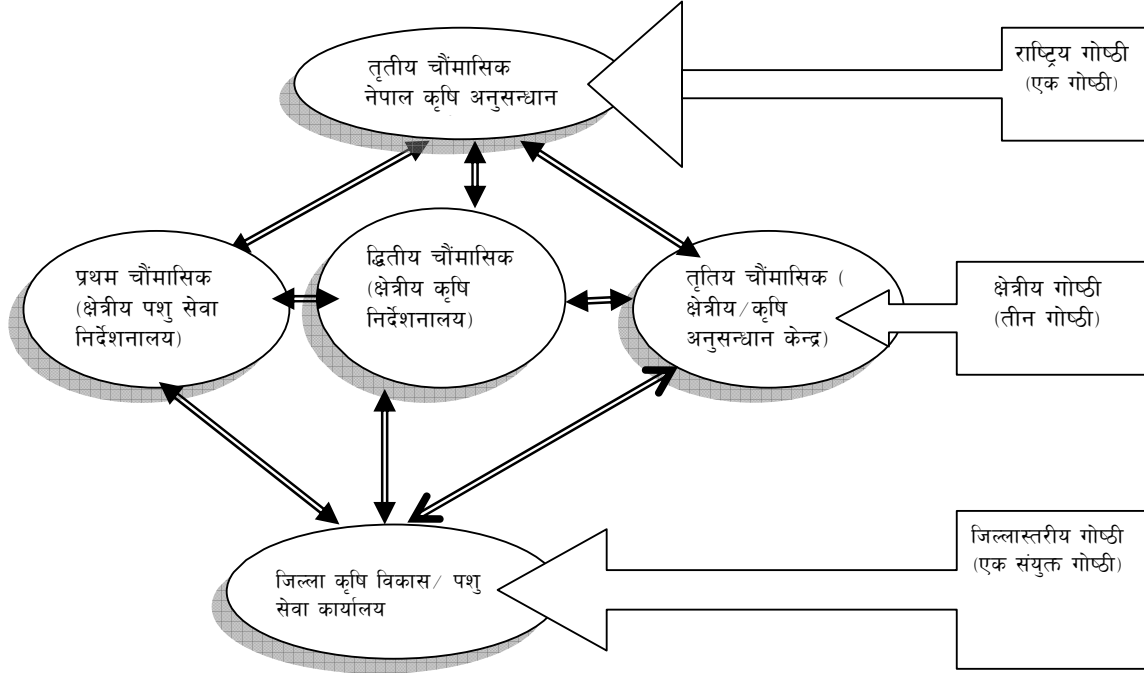 तृतीय चौंमासिक
नेपाल कृषि अनुसन्धान
राष्ट्रिय गोष्ठी
(एक गोष्ठी)
प्रथम चौंमासिक
(क्षेत्रीय पशु सेवा
निर्देशनालय)
द्धितीय चौंमासिक
(क्षेत्रीय कृषि
निर्देशनालय)
तृतिय चौंमासिक (
क्षेत्रीय/कृषि
अनुसन्धान केन्द्र)
क्षेत्रीय गोष्ठी
(तीन गोष्ठी)
जिल्ला कृषि विकास/ पशु
सेवा कार्यालय
जिल्लास्तरीय गोष्ठी
(एक संयुक्त गोष्ठी)